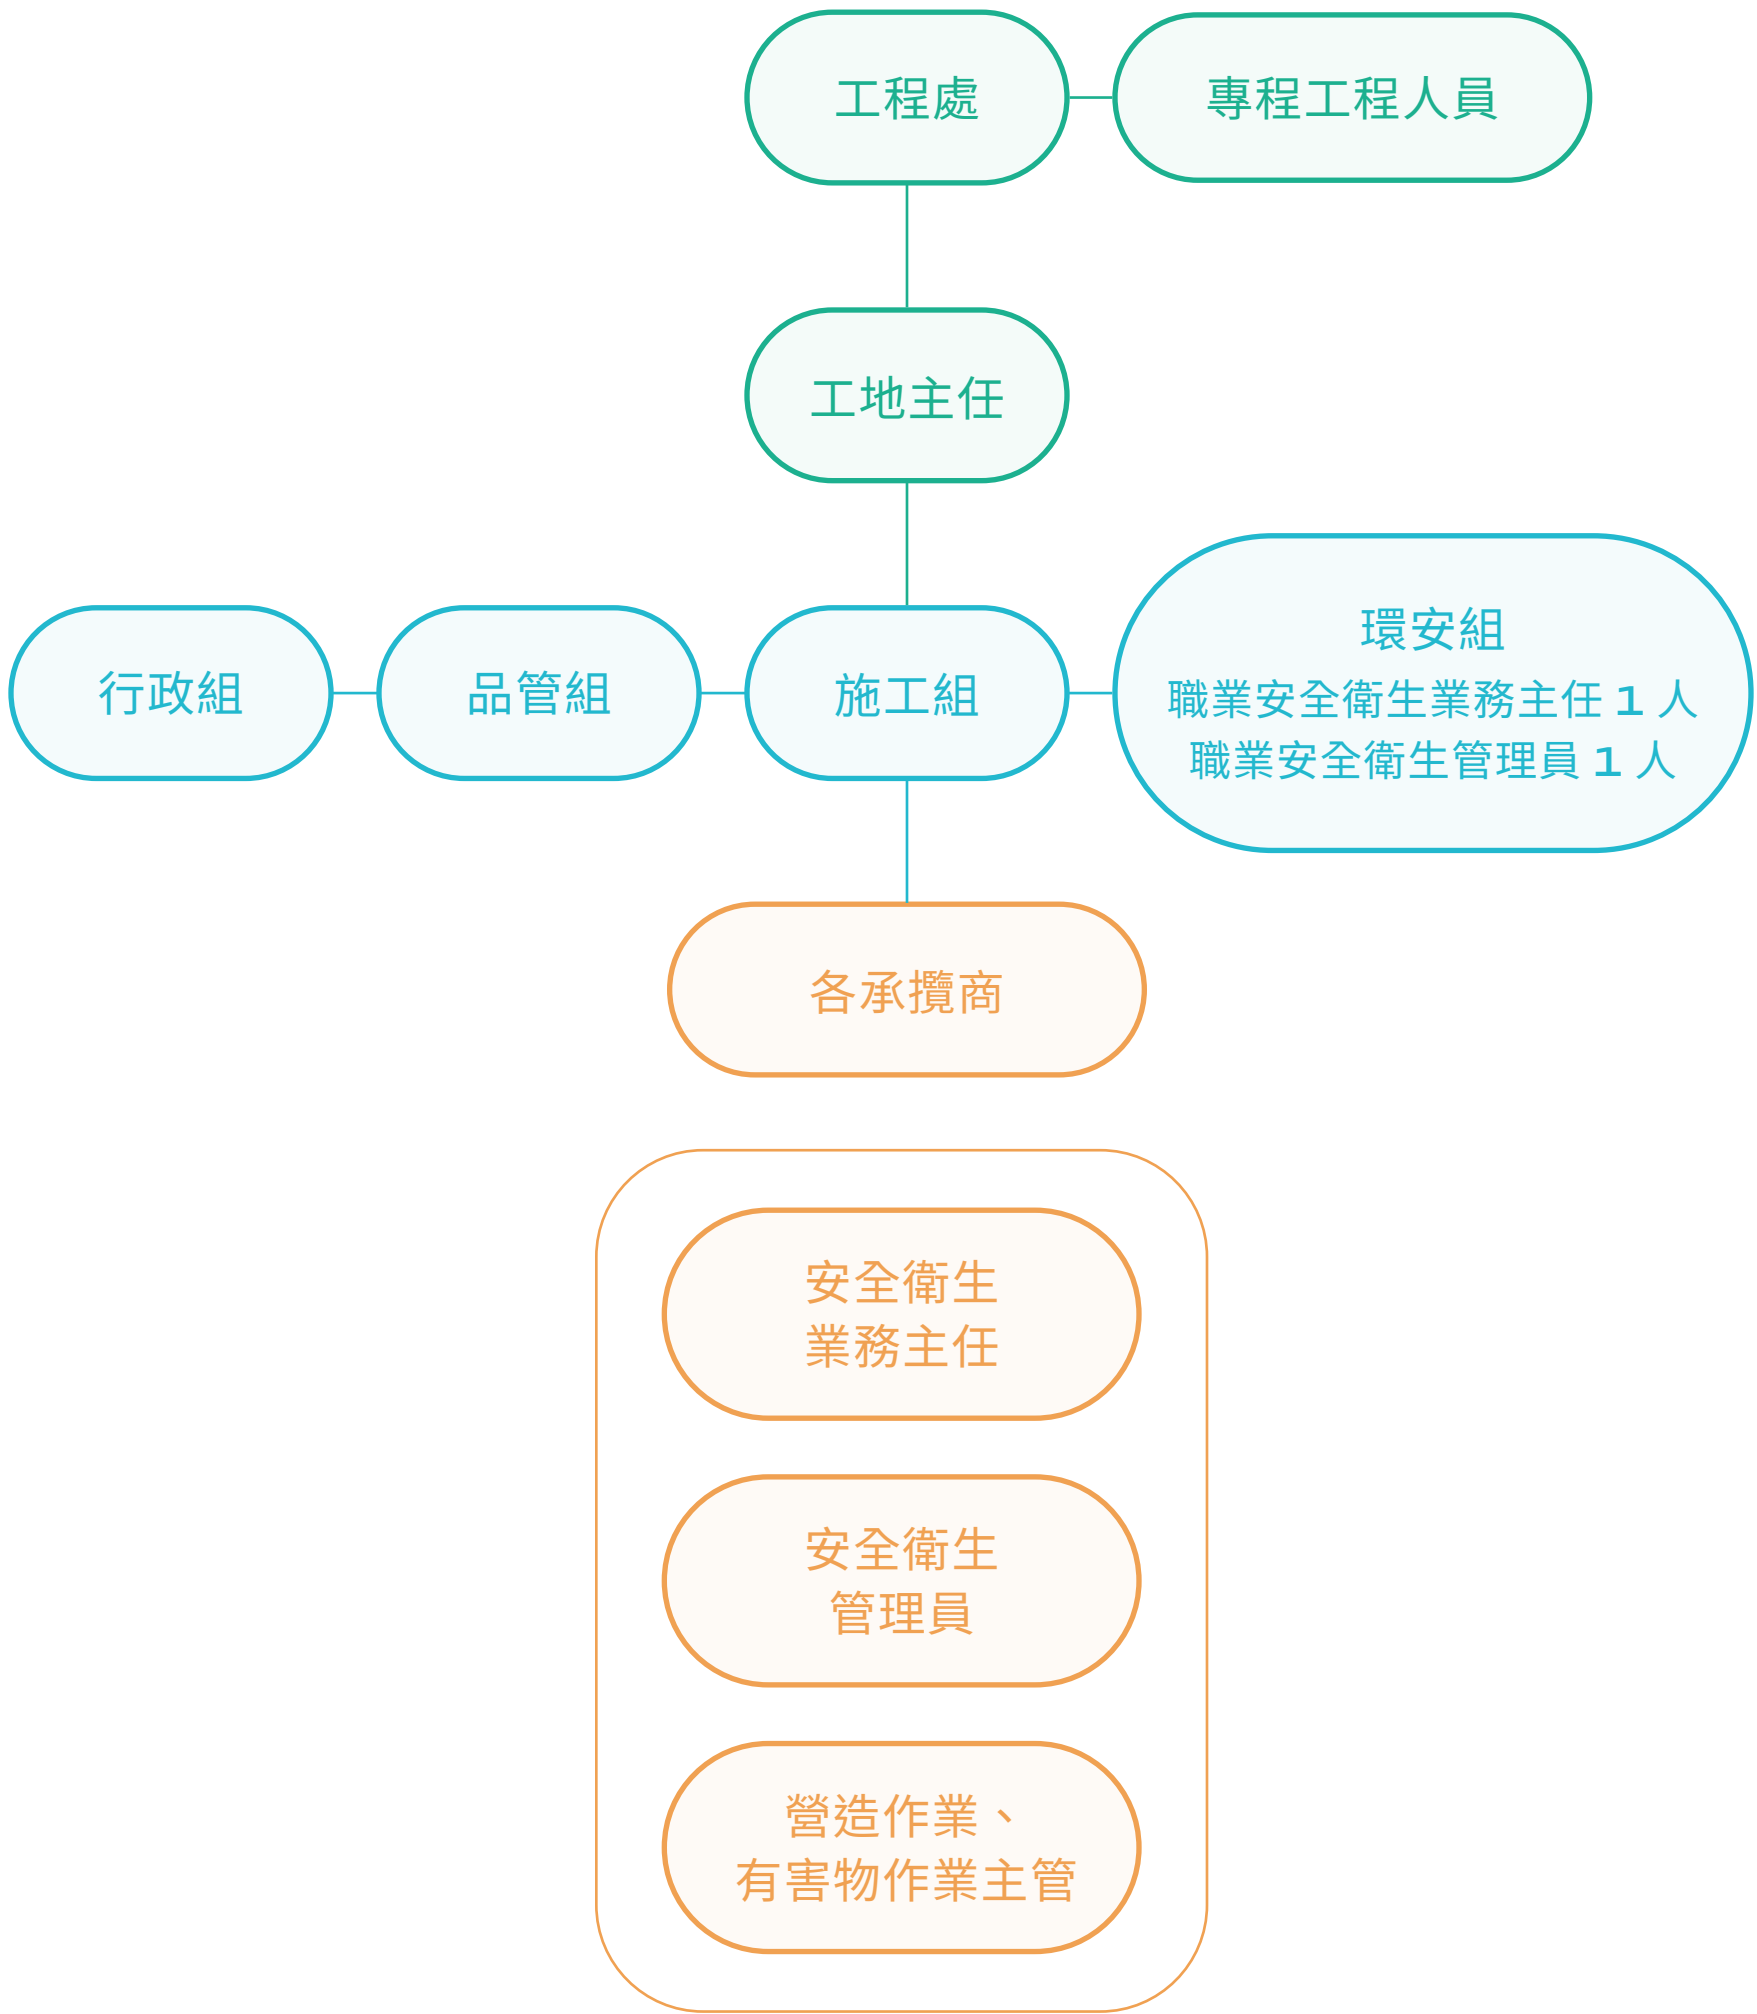 工程處
專程工程人員
工地主任
行政組
品管組
施工組
環安組
職業安全衛生業務主任 1 人
職業安全衛生管理員 1 人
各承攬商
安全衛生
業務主任
安全衛生
管理員
營造作業、
有害物作業主管